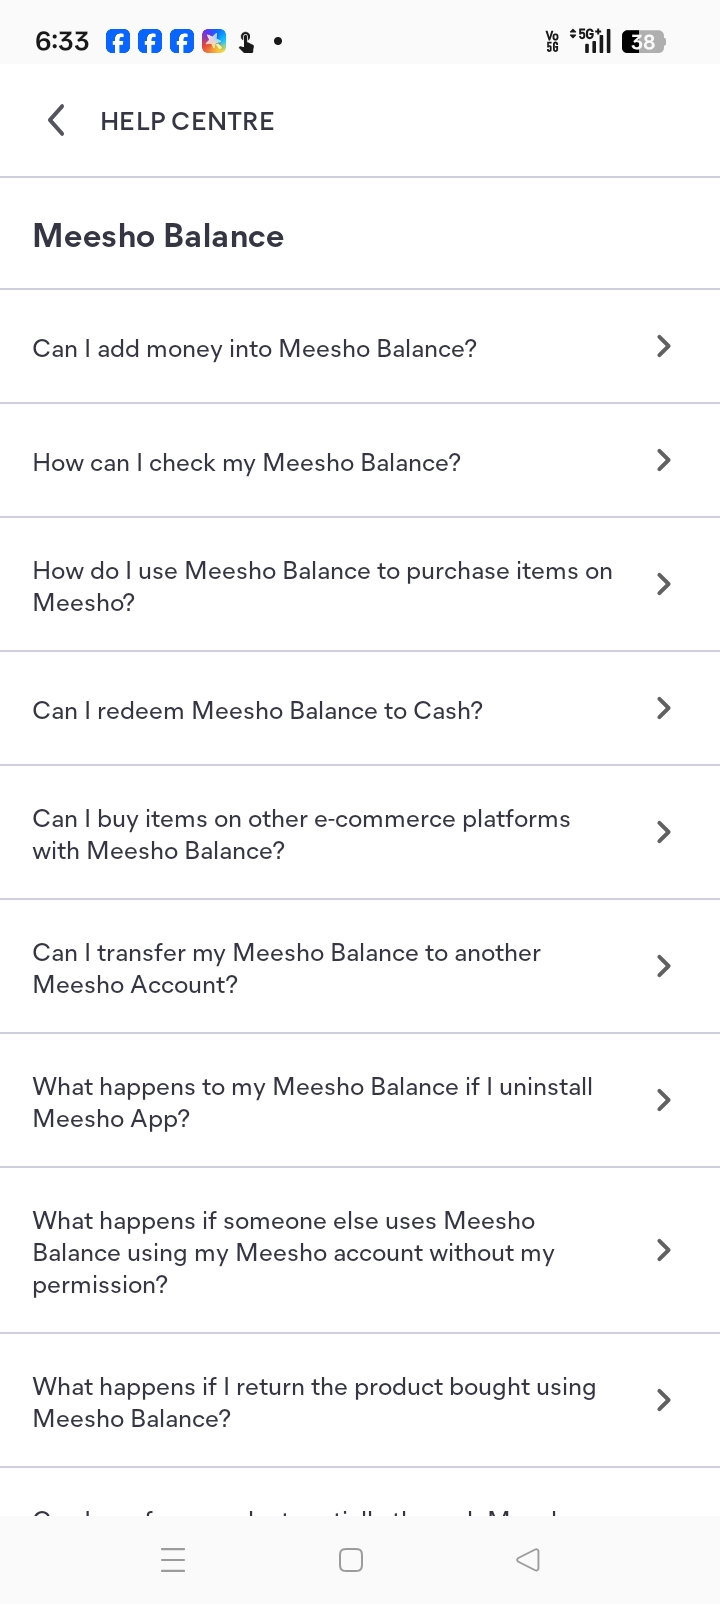 6:33
Vo 5G
5G+
38
HELP CENTRE
Meesho Balance
Can I add money into Meesho Balance?
How can I check my Meesho Balance?
How do I use Meesho Balance to purchase items on
Meesho?
Can I redeem Meesho Balance to Cash?
Can I buy items on other e-commerce platforms
with Meesho Balance?
Can I transfer my Meesho Balance to another
Meesho Account?
What happens to my Meesho Balance if I uninstall
Meesho App?
What happens if someone else uses Meesho
Balance using my Meesho account without my
permission?
What happens if I return the product bought using
Meesho Balance?